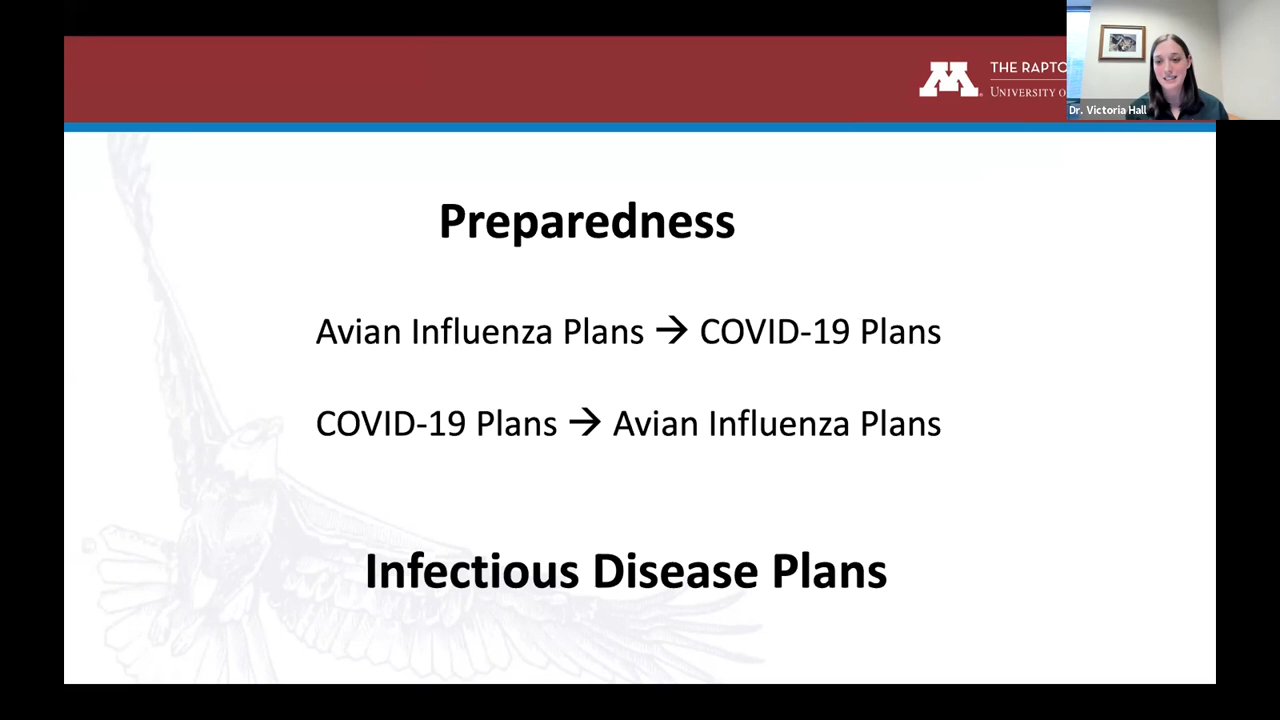 M
THE RAPTO
UNIVERSITY O
Dr. Victoria Hall
Preparedness
Avian Influenza Plans → COVID-19 Plans
COVID-19 Plans → Avian Influenza Plans
Infectious Disease Plans